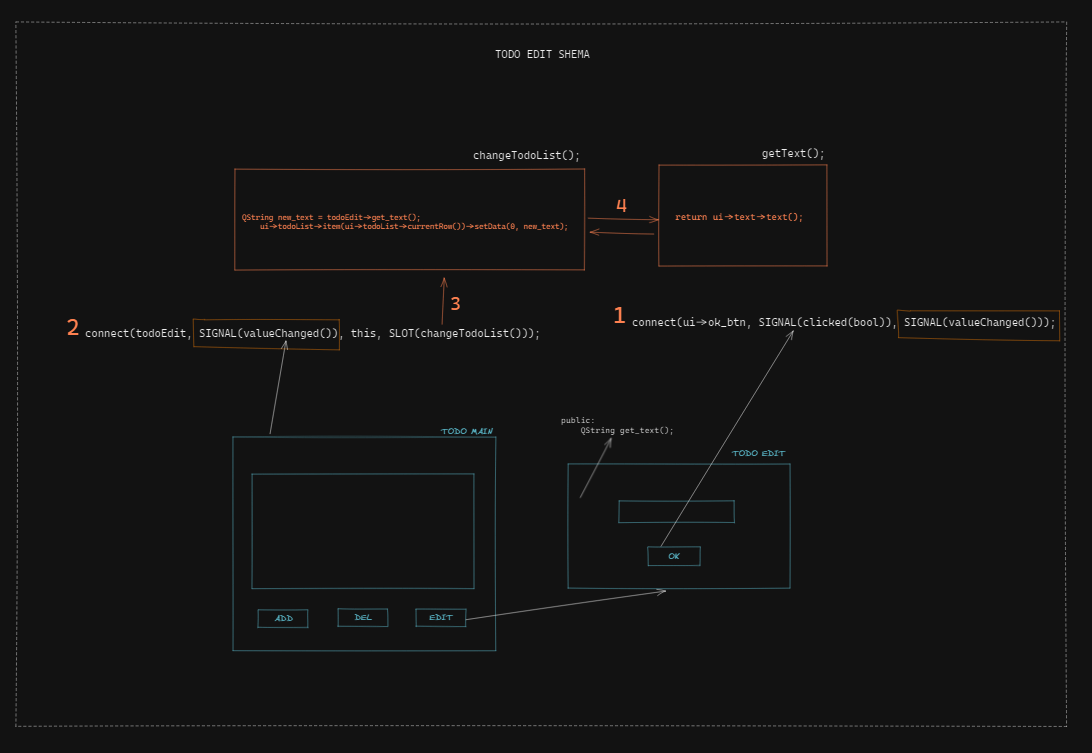 TODO EDIT SHEMA
changeTodoList();
getText();
QString new_text = todoEdit->get_text();
ui->todoList->item(ui->todoList->currentRow())->setData(0, new_text);
4
return ui->text->text();
3
1 connect(ui->ok_btn, SIGNAL(clicked(bool)), SIGNAL(valueChanged()));
2 connect(todoEdit, SIGNAL(valueChanged()), this, SLOT(changeTodoList()));
public:
QString get_text();
TODO MAIN
TODO EDIT
OK
ADD
DEL
EDIT